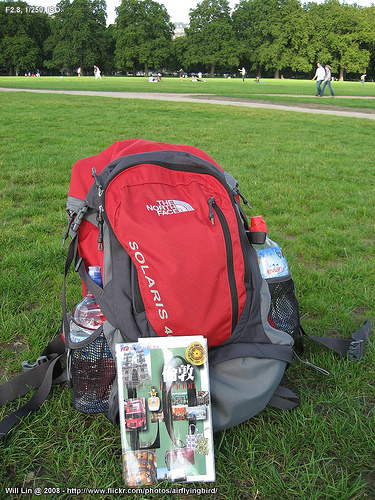 F2.8, 1/250, ISO
THE
NORTH
FACE
SOLARIS 4
evian
倫敦
Will Lin @ 2008 - http://www.flickr.com/photos/airflyingbird/